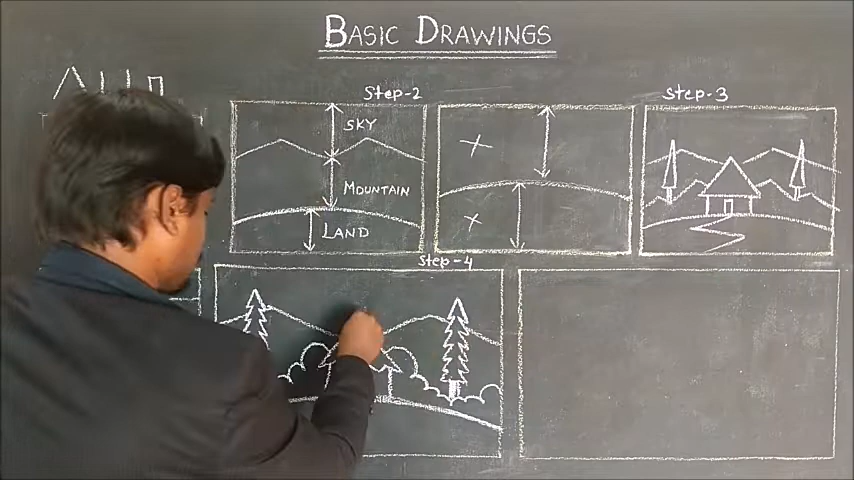 BASIC DRAWINGS
Step-2
Step-3
SKY
MOUNTAIN
LAND
Step-4